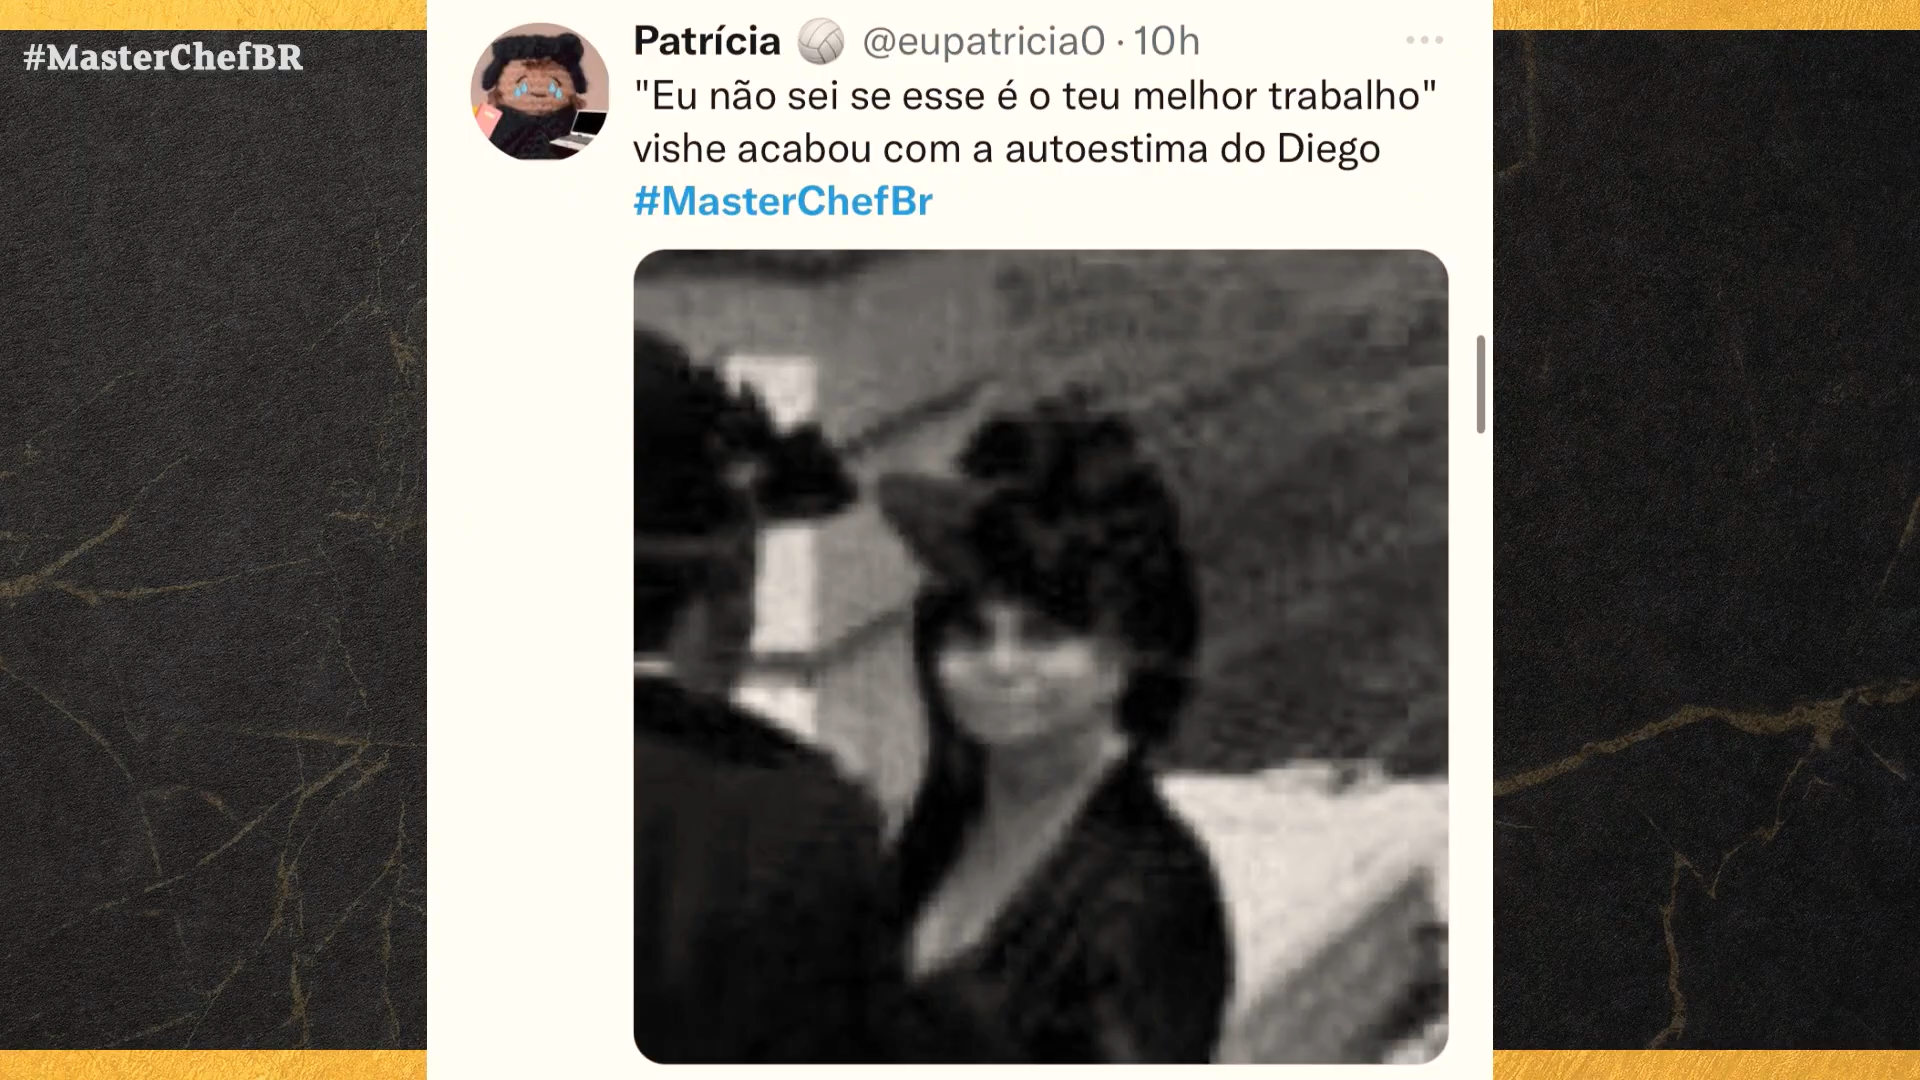 #MasterChefBR
Patrícia 🏐 @eupatricia0 · 10h
"Eu não sei se esse é o teu melhor trabalho"
vishe acabou com a autoestima do Diego
#MasterChefBr